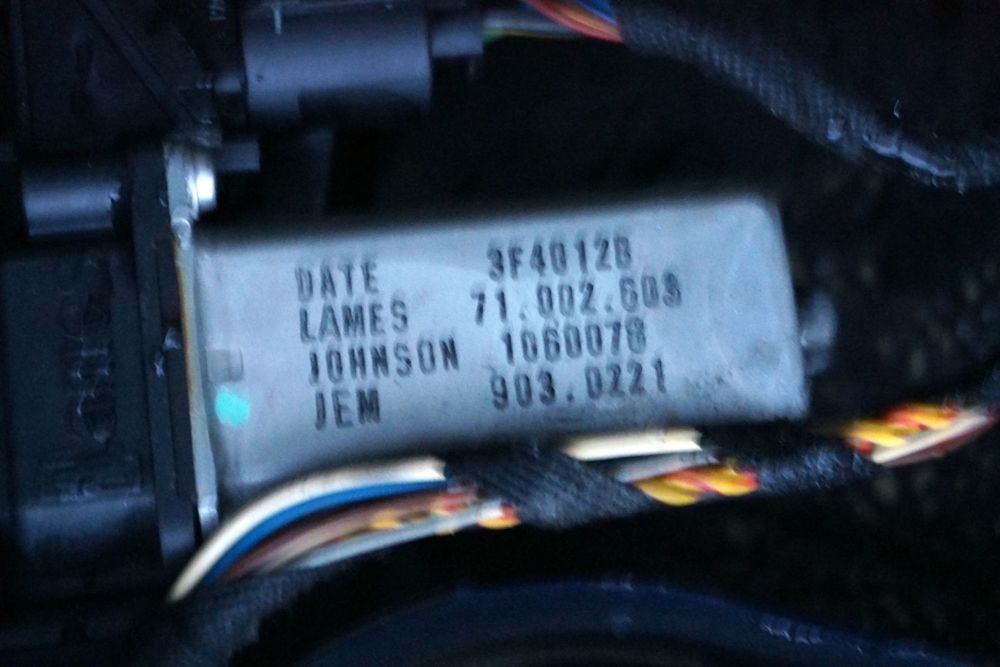 DATE 3F4012B
LAMES 71.002.603
JOHNSON 1060078
JEM 903.0221